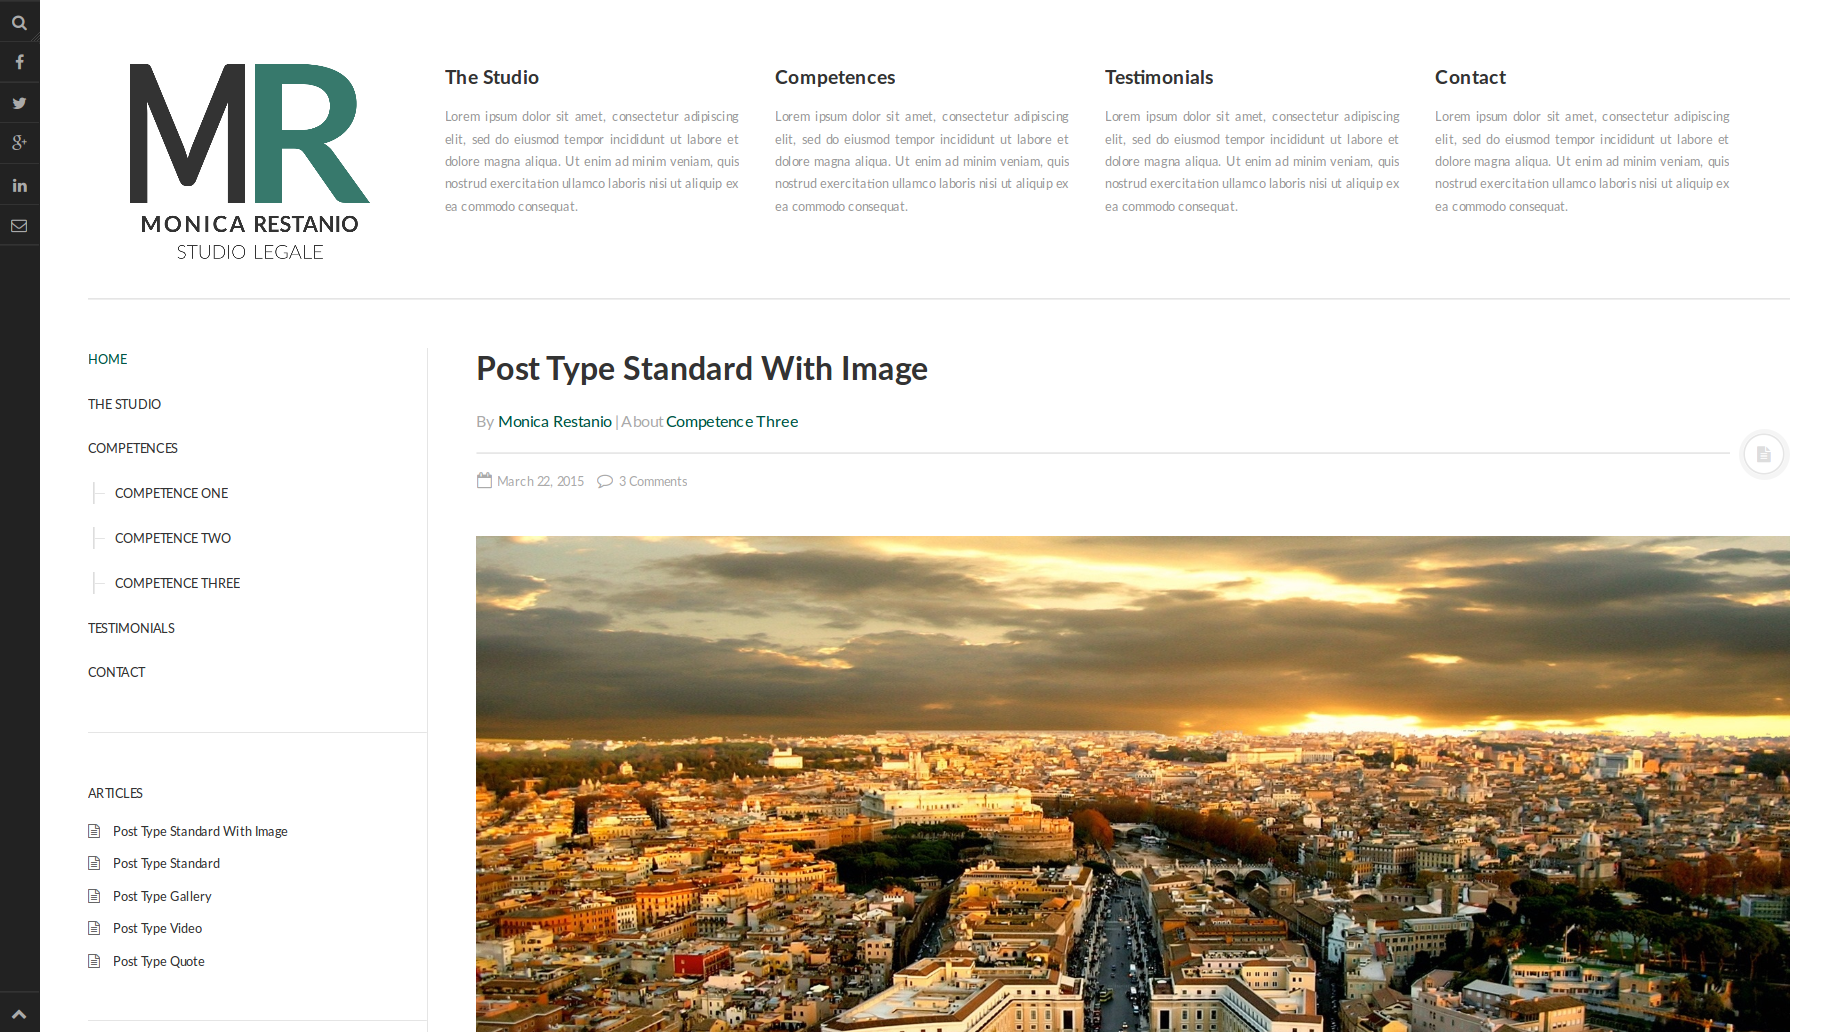 MR
MONICA RESTANIO
STUDIO LEGALE
The Studio
Lorem ipsum dolor sit amet, consectetur adipiscing
elit, sed do eiusmod tempor incididunt ut labore et
dolore magna aliqua. Ut enim ad minim veniam, quis
nostrud exercitation ullamco laboris nisi ut aliquip ex
ea commodo consequat.
Competences
Lorem ipsum dolor sit amet, consectetur adipiscing
elit, sed do eiusmod tempor incididunt ut labore et
dolore magna aliqua. Ut enim ad minim veniam, quis
nostrud exercitation ullamco laboris nisi ut aliquip ex
ea commodo consequat.
Testimonials
Lorem ipsum dolor sit amet, consectetur adipiscing
elit, sed do eiusmod tempor incididunt ut labore et
dolore magna aliqua. Ut enim ad minim veniam, quis
nostrud exercitation ullamco laboris nisi ut aliquip ex
ea commodo consequat.
Contact
Lorem ipsum dolor sit amet, consectetur adipiscing
elit, sed do eiusmod tempor incididunt ut labore et
dolore magna aliqua. Ut enim ad minim veniam, quis
nostrud exercitation ullamco laboris nisi ut aliquip ex
ea commodo consequat.
HOME
THE STUDIO
COMPETENCES
COMPETENCE ONE
COMPETENCE TWO
COMPETENCE THREE
TESTIMONIALS
CONTACT
ARTICLES
Post Type Standard With Image
Post Type Standard
Post Type Gallery
Post Type Video
Post Type Quote
Post Type Standard With Image
By Monica Restanio | About Competence Three
March 22, 2015 3 Comments